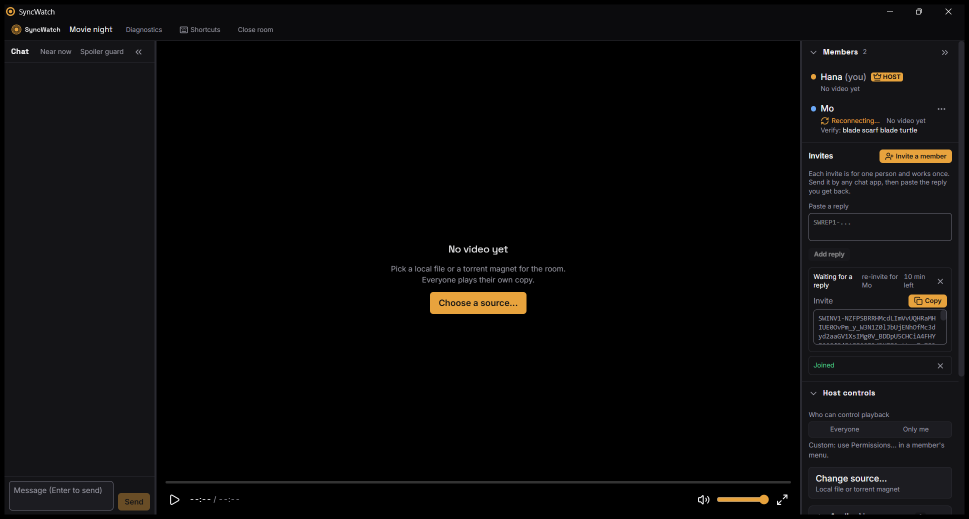 SyncWatch
SyncWatch Movie night Diagnostics Shortcuts Close room
Chat Near now Spoiler guard
No video yet
Pick a local file or a torrent magnet for the room.
Everyone plays their own copy.
Choose a source...
Message (Enter to send)
Send
--:-- / --:--
Members 2
Hana (you) HOST
No video yet
Mo
Reconnecting... No video yet
Verify: blade scarf blade turtle
Invites
Invite a member
Each invite is for one person and works once.
Send it by any chat app, then paste the reply
you get back.
Paste a reply
SWREP1-...
Add reply
Waiting for a reply
re-invite for Mo
10 min left
Invite
Copy
Joined
Host controls
Who can control playback
Everyone Only me
Custom: use Permissions... in a member's
menu.
Change source...
Local file or torrent magnet